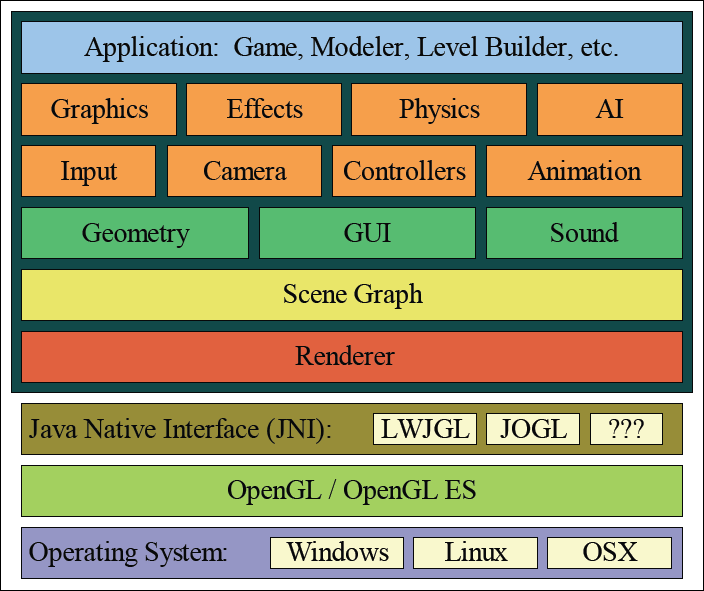 Application:  Game, Modeler, Level Builder, etc.
Graphics Effects Physics AI
Input Camera Controllers Animation
Geometry GUI Sound
Scene Graph
Renderer
Java Native Interface (JNI): LWJGL JOGL ???
OpenGL / OpenGL ES
Operating System: Windows Linux OSX